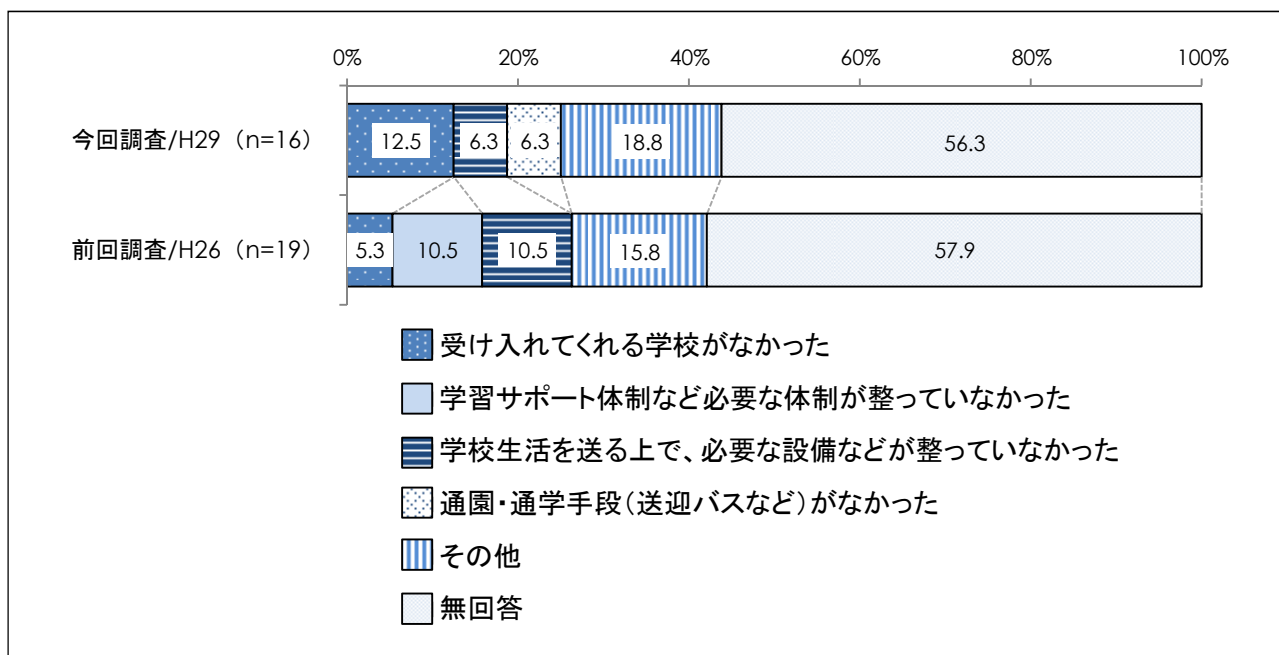 0% 20% 40% 60% 80% 100%
今回調査/H29 (n=16) 12.5 6.3 6.3 18.8 56.3
前回調査/H26 (n=19) 5.3 10.5 10.5 15.8 57.9
受け入れてくれる学校がなかった
学習サポート体制など必要な体制が整っていなかった
学校生活を送る上で、必要な設備などが整っていなかった
通園・通学手段(送迎バスなど)がなかった
その他
無回答